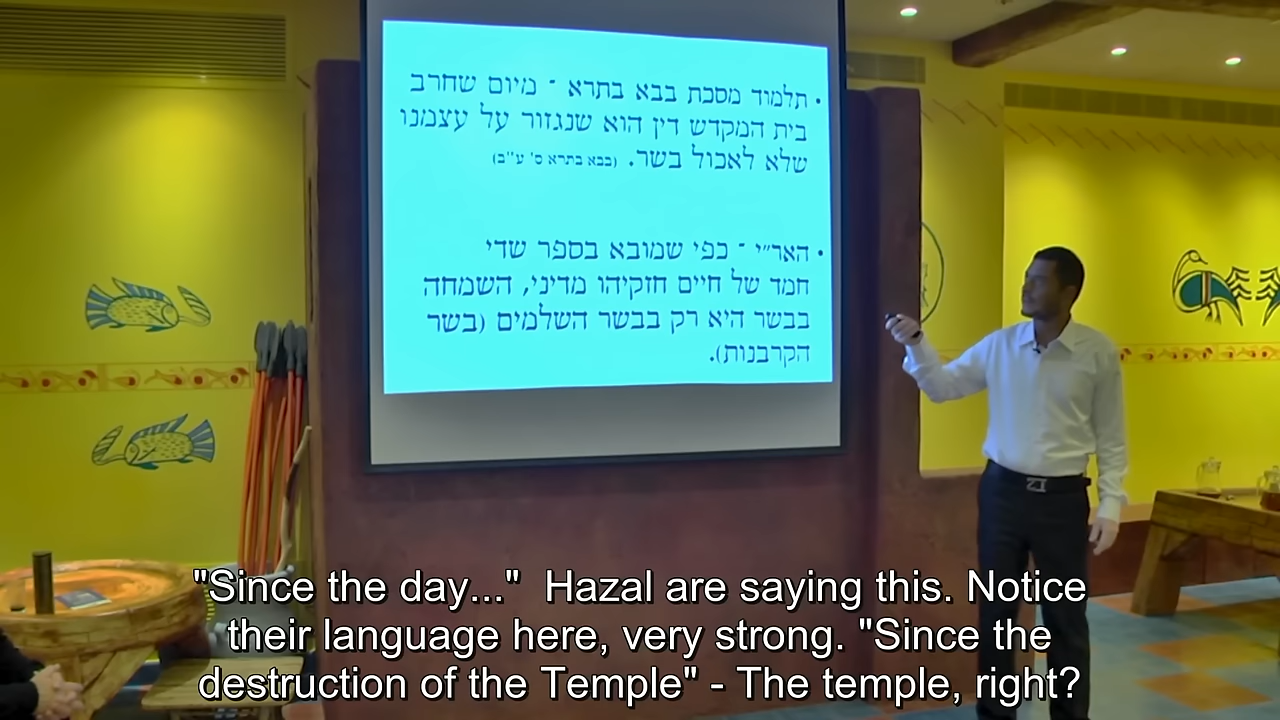 • תלמוד מסכת בבא בתרא - מיום שחרב
בית המקדש דין הוא שנגזור על עצמנו
שלא לאכול בשר. (בבא בתרא ס' ע"ב)
• האר"י - כפי שמובא בספר שדי
חמד של חיים חזקיהו מדיני, השמחה
בבשר היא רק בבשר השלמים (בשר
הקרבנות).
"Since the day..."  Hazal are saying this. Notice
their language here, very strong. "Since the
destruction of the Temple" - The temple, right?